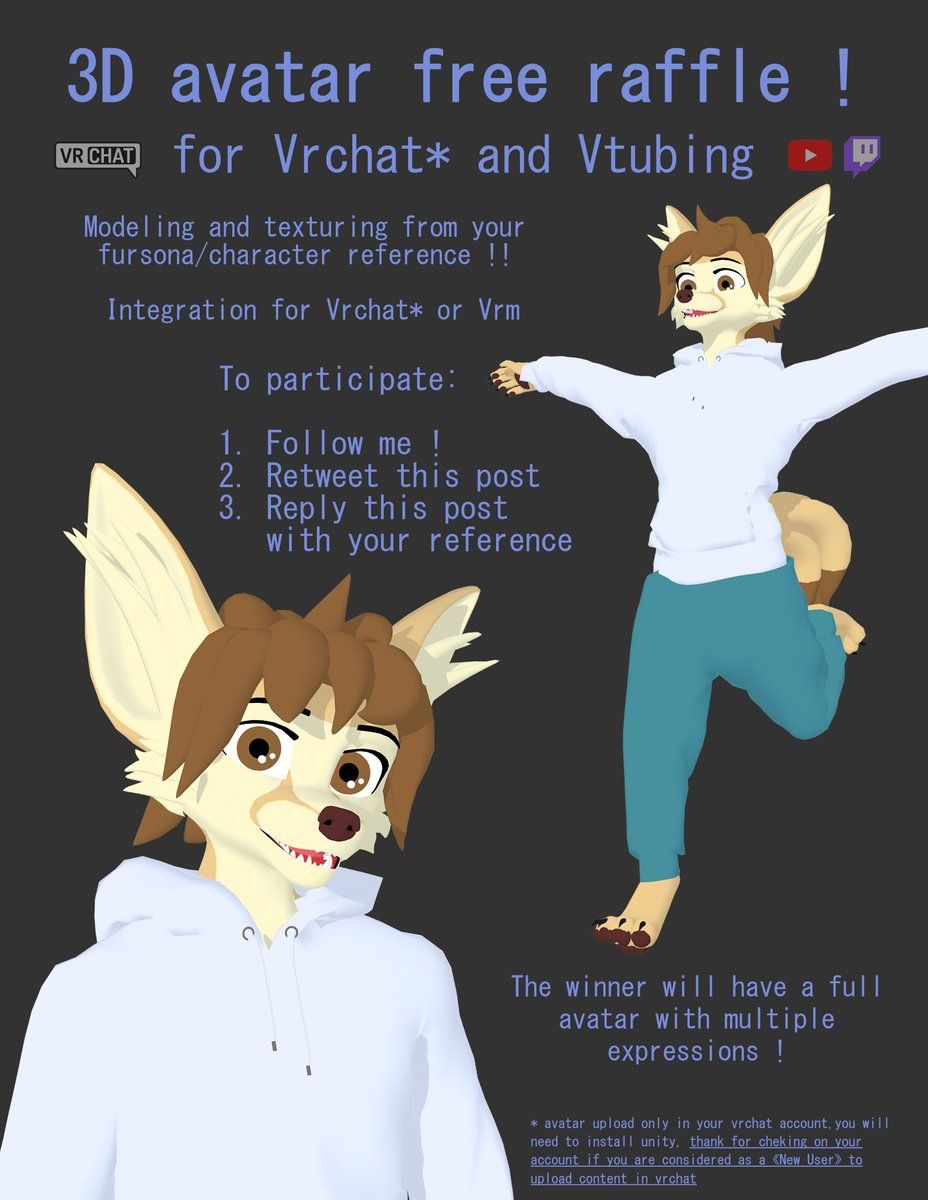 3D avatar free raffle !
VRCHAT for Vrchat* and Vtubing
Modeling and texturing from your
fursona/character reference !!
Integration for Vrchat* or Vrm
To participate:
1. Follow me !
2. Retweet this post
3. Reply this post
with your reference
The winner will have a full
avatar with multiple
expressions !
* avatar upload only in your vrchat account,you will
need to install unity, thank for cheking on your
account if you are considered as a《New User》to
upload content in vrchat